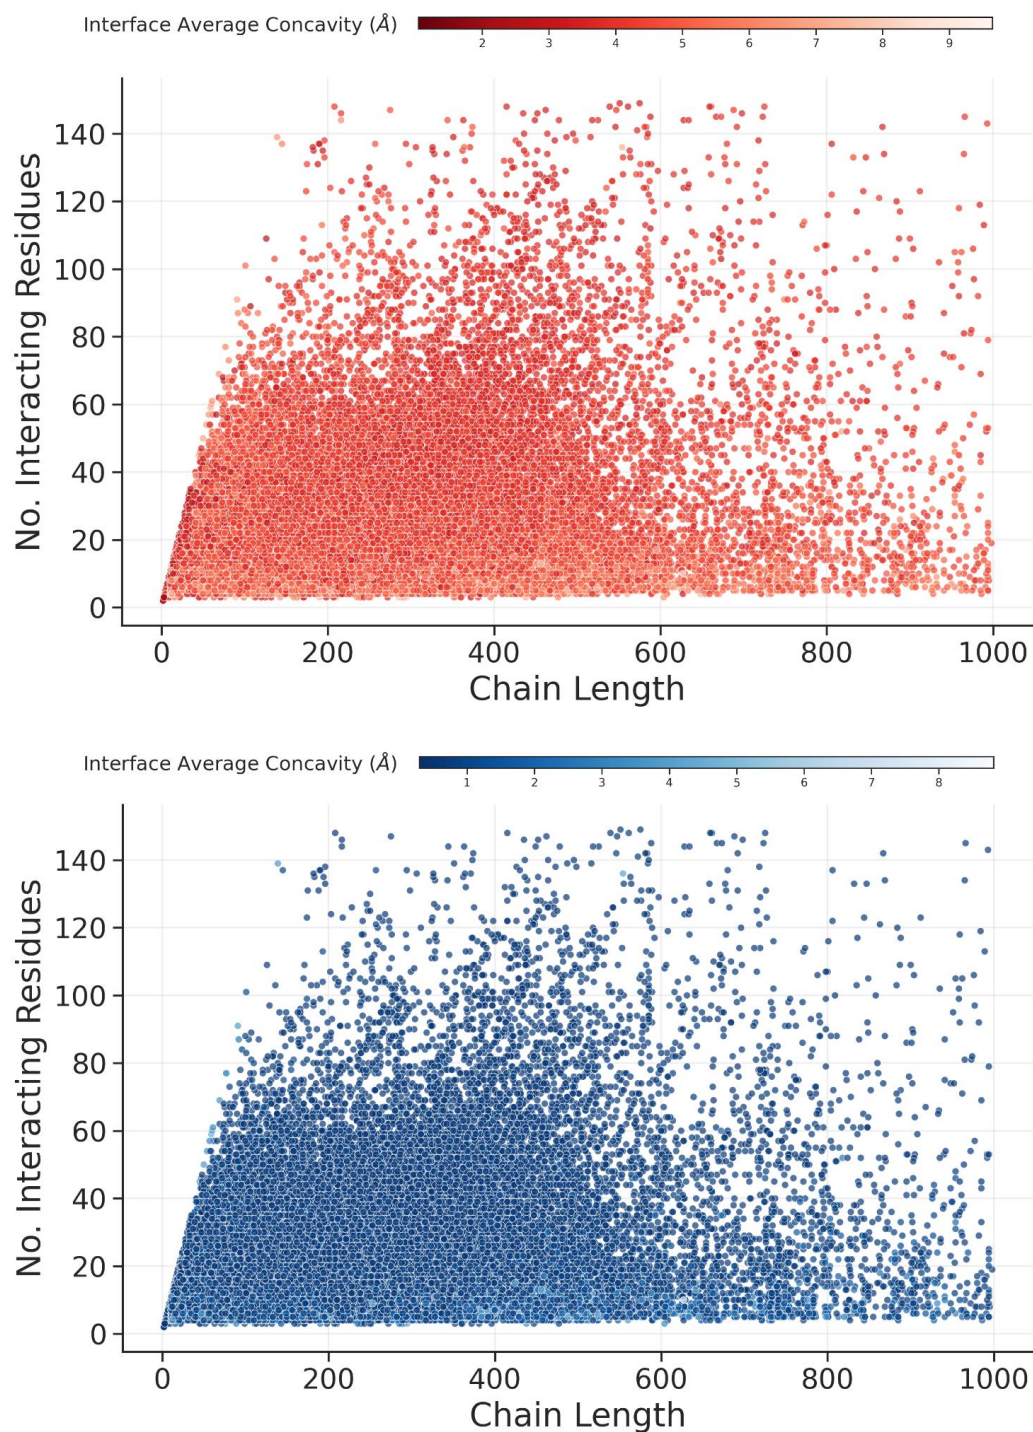 Interface Average Concavity (Å)
2 3 4 5 6 7 8 9
No. Interacting Residues
140
120
100
80
60
40
20
0
0 200 400 600 800 1000
Chain Length
Interface Average Concavity (Å)
1 2 3 4 5 6 7 8
No. Interacting Residues
140
120
100
80
60
40
20
0
0 200 400 600 800 1000
Chain Length